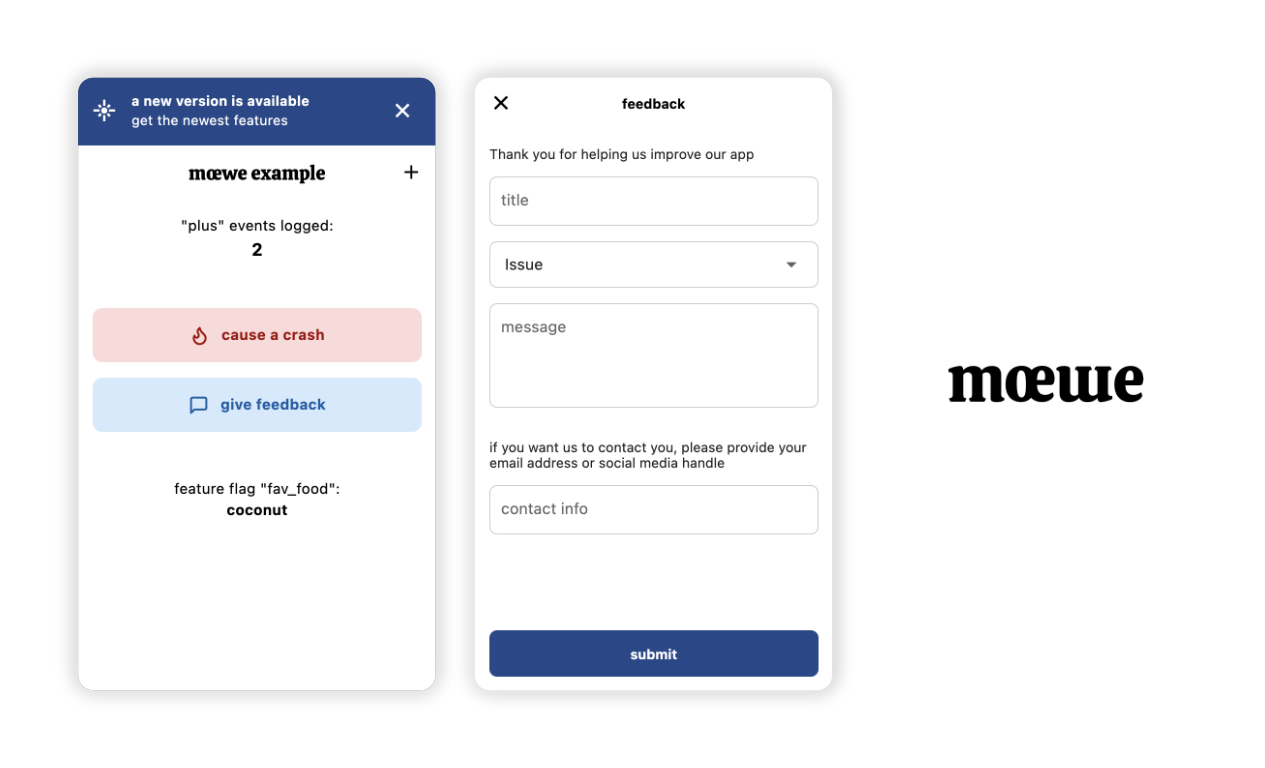 a new version is available
get the newest features
mœwe example
"plus" events logged:
2
cause a crash
give feedback
feature flag "fav_food":
coconut
feedback
Thank you for helping us improve our app
title
Issue
message
if you want us to contact you, please provide your
email address or social media handle
contact info
submit
mœwe